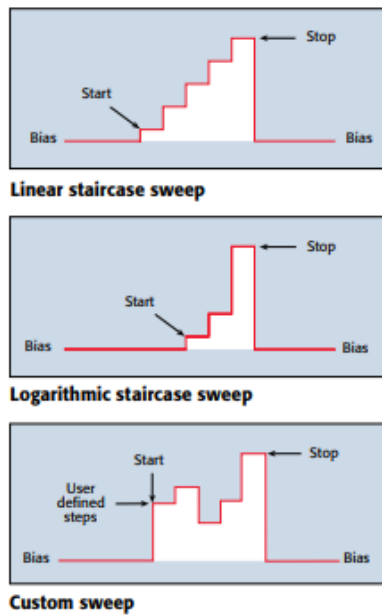 Stop
Start
Bias
Bias
Linear staircase sweep
Stop
Start
Bias
Bias
Logarithmic staircase sweep
Start
Stop
User
defined
steps
Bias
Bias
Custom sweep